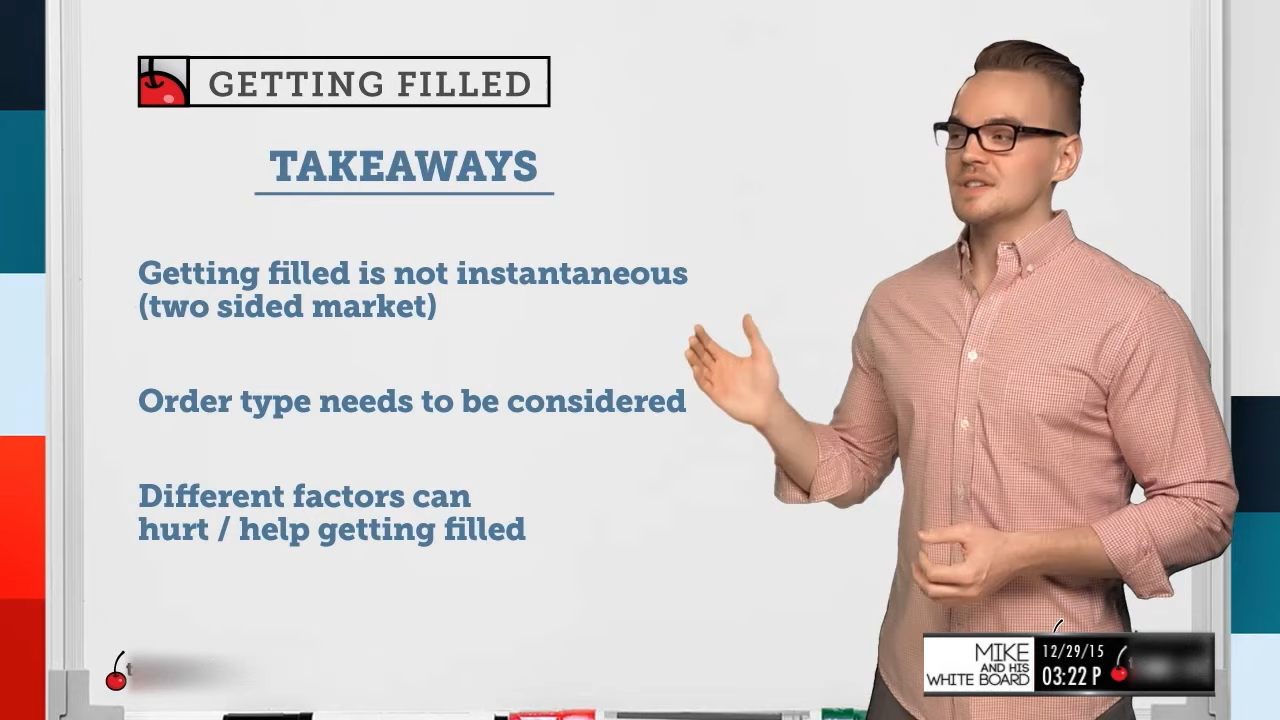 GETTING FILLED
TAKEAWAYS
Getting filled is not instantaneous
(two sided market)
Order type needs to be considered
Different factors can
hurt / help getting filled
MIKE
AND HIS
WHITE BOARD
12/29/15
03:22 P